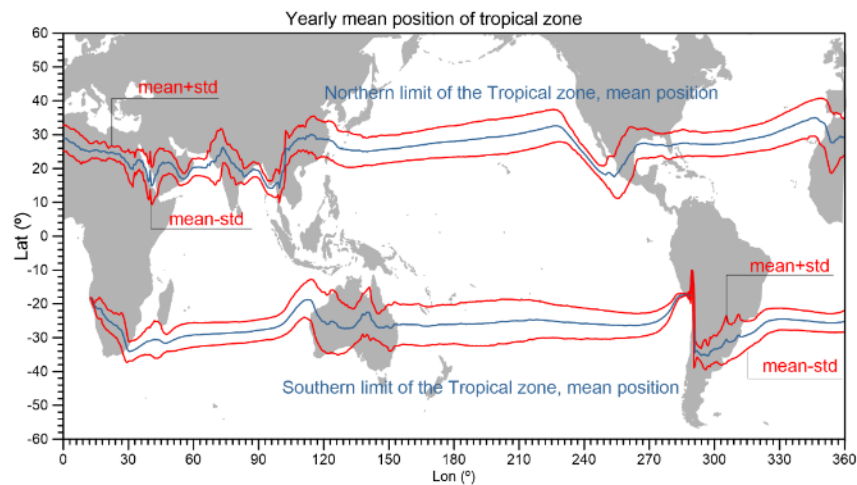 Yearly mean position of tropical zone
60
50
40
30
20
10
0
-10
-20
-30
-40
-50
-60
Lat (º)
mean+std
Northern limit of the Tropical zone, mean position
mean-std
mean+std
mean-std
Southern limit of the Tropical zone, mean position
0 30 60 90 120 150 180 210 240 270 300 330 360
Lon (º)